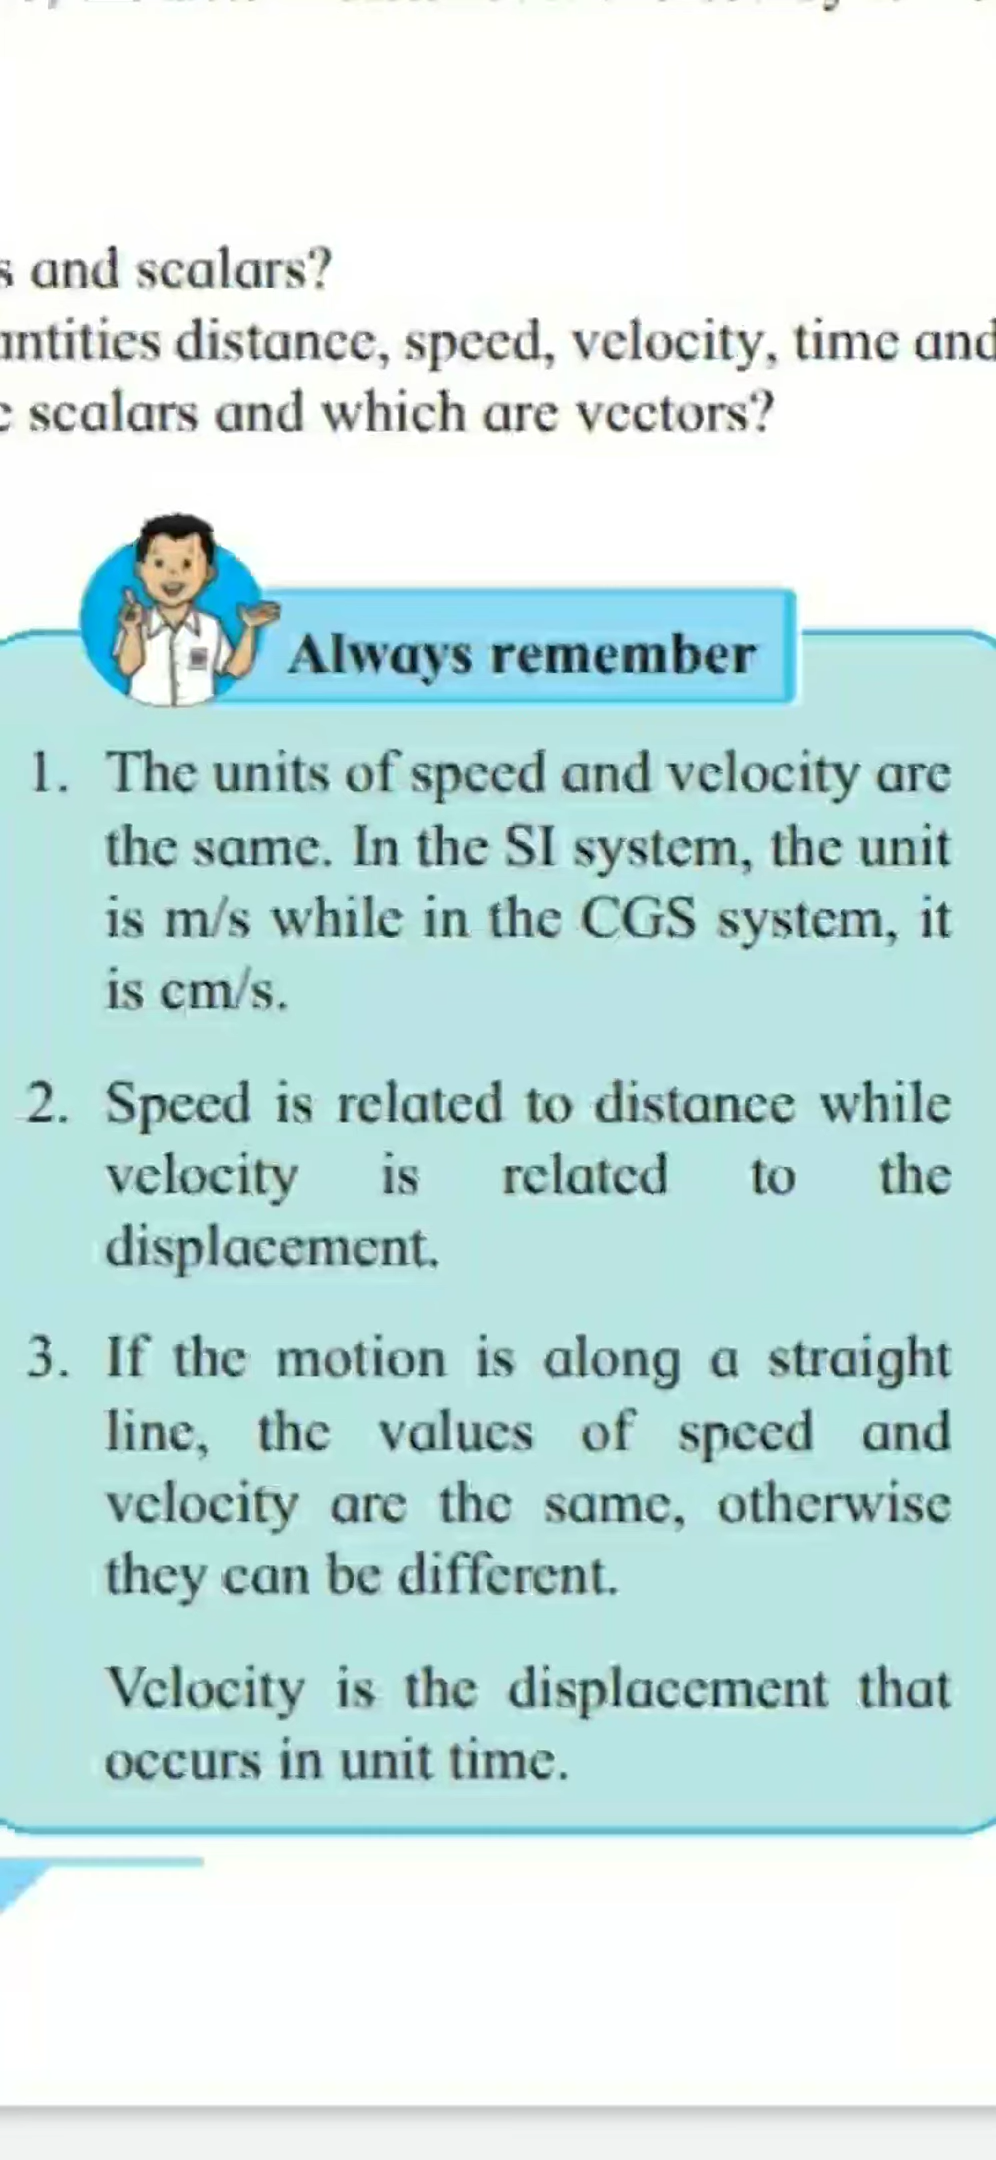 and scalars?
distance, speed, velocity, time and
scalars and which are vectors?
Always remember
1. The units of speed and velocity are
the same. In the SI system, the unit
is m/s while in the CGS system, it
is cm/s.
2. Speed is related to distance while
velocity is related to the
displacement.
3. If the motion is along a straight
line, the values of speed and
velocity are the same, otherwise
they can be different.
Velocity is the displacement that
occurs in unit time.